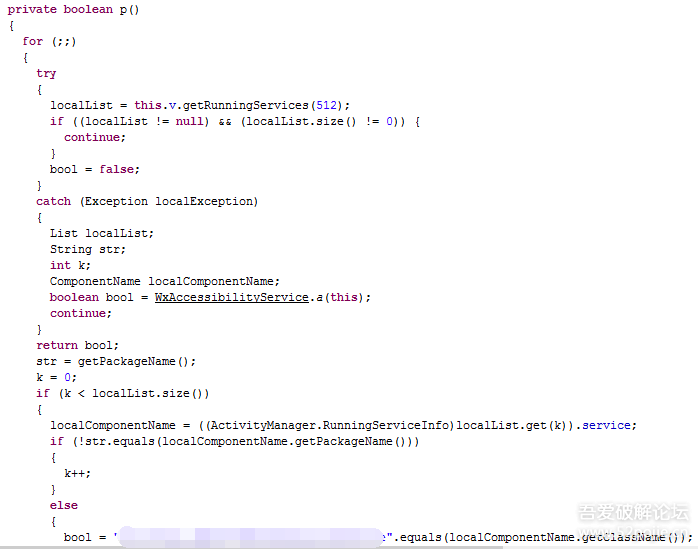 private boolean p()
{
for (;;)
{
try
{
localList = this.v.getRunningServices(512);
if ((localList != null) && (localList.size() != 0)) {
continue;
}
bool = false;
}
catch (Exception localException)
{
List localList;
String str;
int k;
ComponentName localComponentName;
boolean bool = WxAccessibilityService.a(this);
continue;
}
return bool;
str = getPackageName();
k = 0;
if (k < localList.size())
{
localComponentName = ((ActivityManager.RunningServiceInfo)localList.get(k)).service;
if (!str.equals(localComponentName.getPackageName()))
{
k++;
}
else
{
bool = "e".equals(localComponentName.getClassName());
吾爱破解论坛